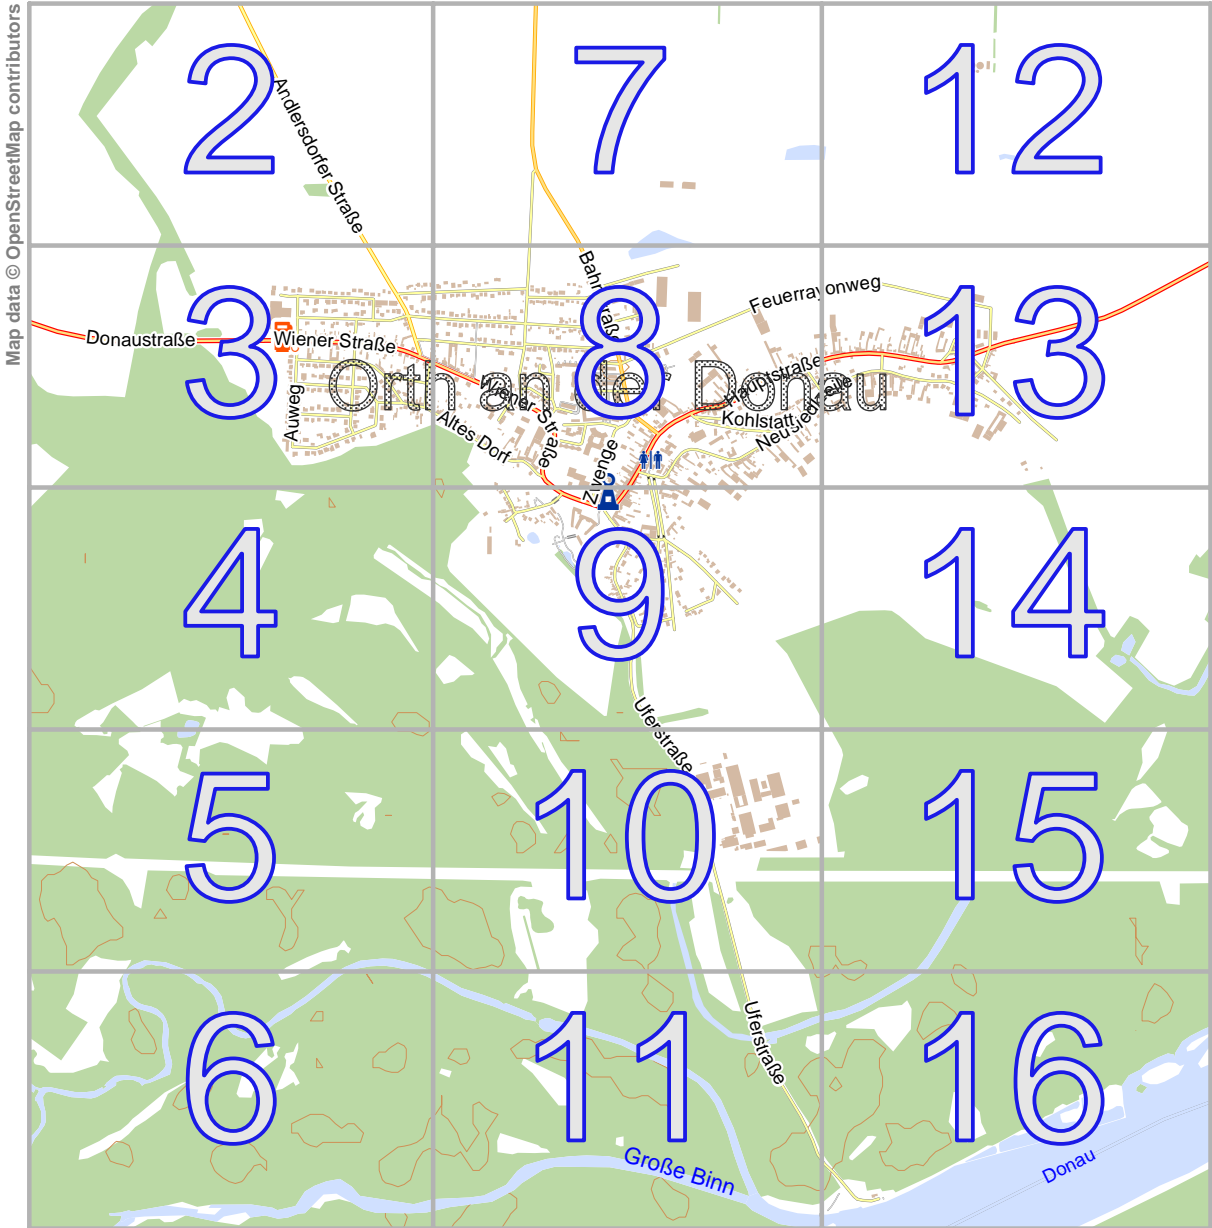 Map data © OpenStreetMap contributors
2
7
12
Andlersdorfer Straße
3
8
13
Feuerrayonweg
Donaustraße
Wiener Straße
Orth an der Donau
Hauptstraße
Wiener Straße
Auweg
Altes Dorf
Kohlstatt
Neusiedlzeile
Zwenge
4
9
14
Uferstraße
5
10
15
6
11
16
Uferstraße
Große Binn
Donau